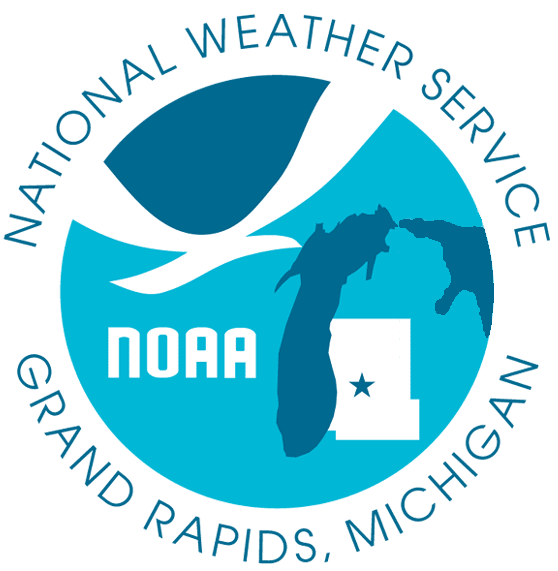 NATIONAL WEATHER SERVICE
NOAA
GRAND RAPIDS, MICHIGAN